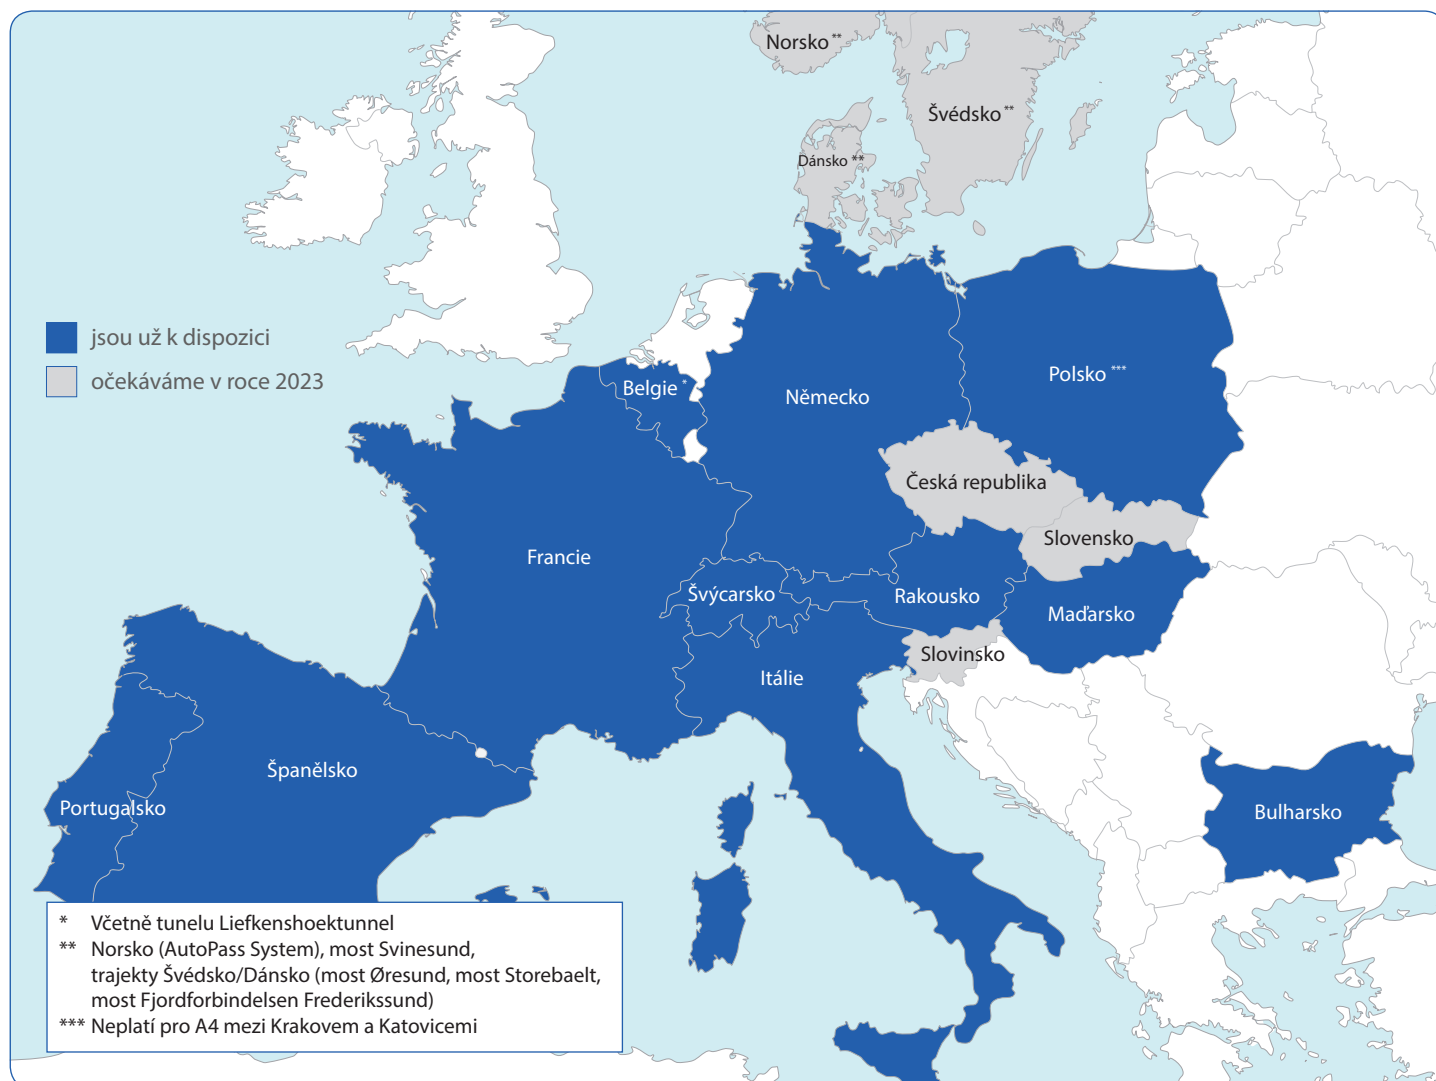 Norsko **
Švédsko **
Dánsko **
jsou už k dispozici
očekáváme v roce 2023
Belgie *
Německo
Polsko ***
Česká republika
Slovensko
Francie
Švýcarsko
Rakousko
Maďarsko
Slovinsko
Itálie
Španělsko
Portugalsko
Bulharsko
* Včetně tunelu Liefkenshoektunnel
** Norsko (AutoPass System), most Svinesund,
trajekty Švédsko/Dánsko (most Øresund, most Storebaelt,
most Fjordforbindelsen Frederikssund)
*** Neplatí pro A4 mezi Krakovem a Katovicemi